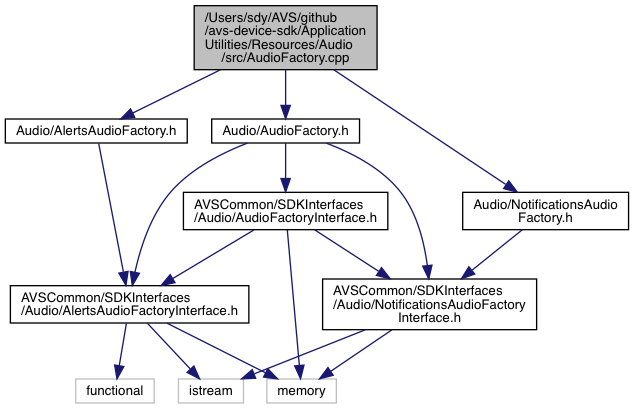 /Users/sdy/AVS/github
/avs-device-sdk/Application
Utilities/Resources/Audio
/src/AudioFactory.cpp
Audio/AlertsAudioFactory.h
Audio/AudioFactory.h
AVSCommon/SDKInterfaces
/Audio/AudioFactoryInterface.h
Audio/NotificationsAudio
Factory.h
AVSCommon/SDKInterfaces
/Audio/AlertsAudioFactoryInterface.h
AVSCommon/SDKInterfaces
/Audio/NotificationsAudioFactory
Interface.h
functional
istream
memory